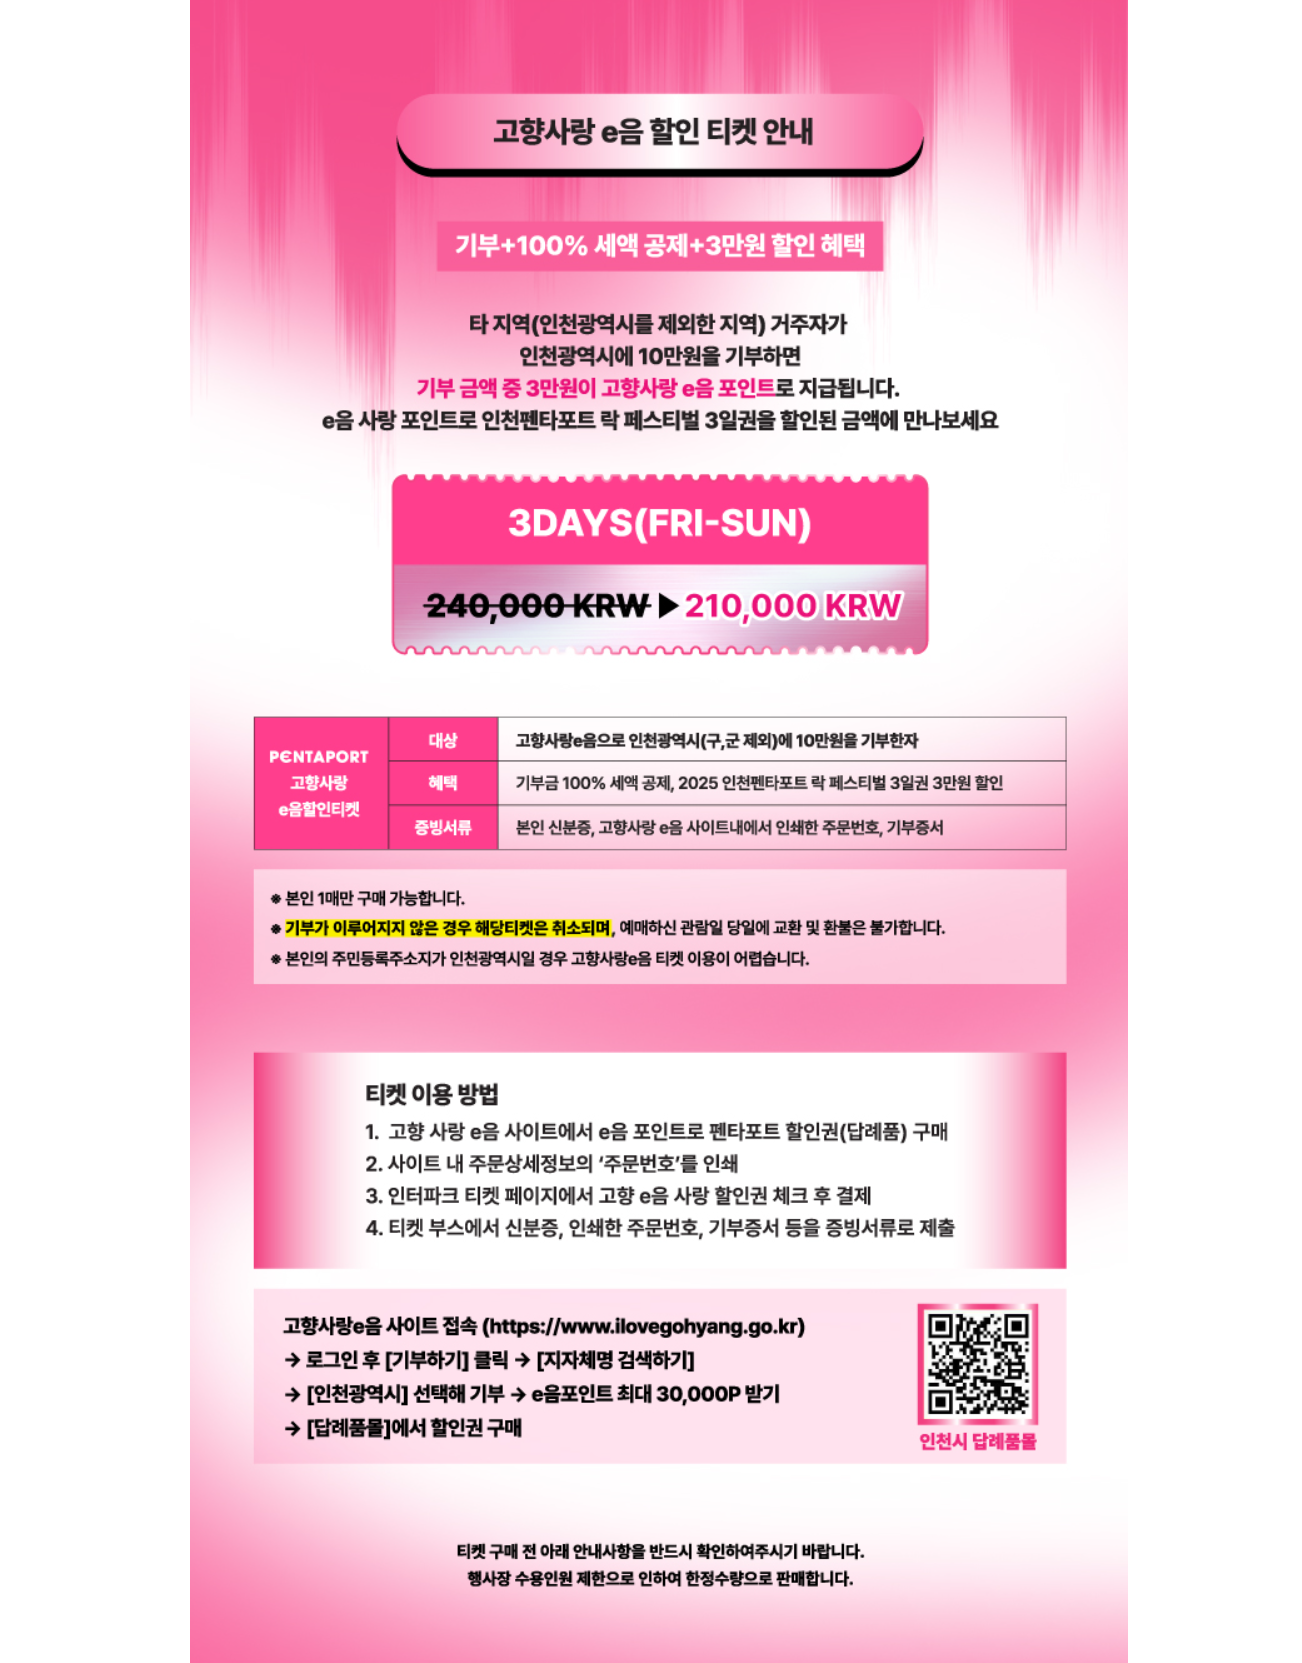 고향사랑 e음 할인 티켓 안내
기부+100% 세액 공제+3만원 할인 혜택
타 지역(인천광역시를 제외한 지역) 거주자가
인천광역시에 10만원을 기부하면
기부 금액 중 3만원이 고향사랑 e음 포인트로 지급됩니다.
e음 사랑 포인트로 인천펜타포트 락 페스티벌 3일권을 할인된 금액에 만나보세요
3DAYS(FRI-SUN)
240,000 KRW ▶ 210,000 KRW
PENTAPORT
고향사랑
e음할인티켓
대상
고향사랑e음으로 인천광역시(구,군 제외)에 10만원을 기부한자
혜택
기부금 100% 세액 공제, 2025 인천펜타포트 락 페스티벌 3일권 3만원 할인
증빙서류
본인 신분증, 고향사랑 e음 사이트내에서 인쇄한 주문번호, 기부증서
※ 본인 1매만 구매 가능합니다.
※ 기부가 이루어지지 않은 경우 해당티켓은 취소되며, 예매하신 관람일 당일에 교환 및 환불은 불가합니다.
※ 본인의 주민등록주소지가 인천광역시일 경우 고향사랑e음 티켓 이용이 어렵습니다.
티켓 이용 방법
1. 고향 사랑 e음 사이트에서 e음 포인트로 펜타포트 할인권(답례품) 구매
2. 사이트 내 주문상세정보의 ‘주문번호’를 인쇄
3. 인터파크 티켓 페이지에서 고향 e음 사랑 할인권 체크 후 결제
4. 티켓 부스에서 신분증, 인쇄한 주문번호, 기부증서 등을 증빙서류로 제출
고향사랑e음 사이트 접속 (https://www.ilovegohyang.go.kr)
→ 로그인 후 [기부하기] 클릭 → [지자체명 검색하기]
→ [인천광역시] 선택해 기부 → e음포인트 최대 30,000P 받기
→ [답례품몰]에서 할인권 구매
인천시 답례품몰
티켓 구매 전 아래 안내사항을 반드시 확인하여주시기 바랍니다.
행사장 수용인원 제한으로 인하여 한정수량으로 판매합니다.